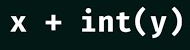 x + int(y)